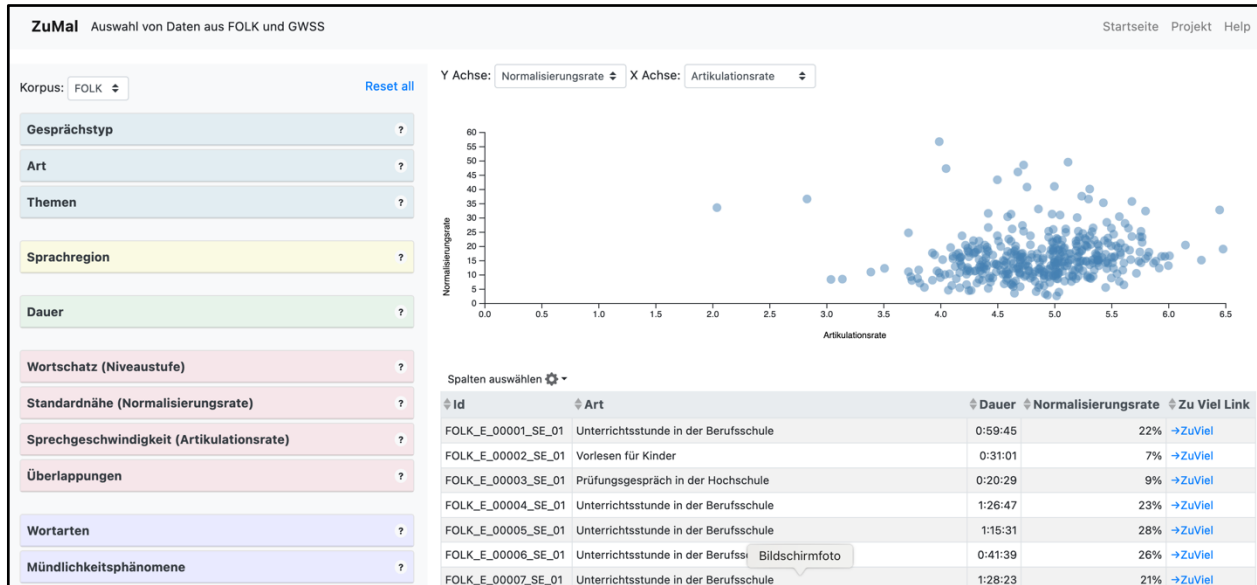 ZuMal Auswahl von Daten aus FOLK und GWSS
Startseite Projekt Help
Korpus: FOLK
Reset all
Gesprächstyp ?
Art ?
Themen ?
Sprachregion ?
Dauer ?
Wortschatz (Niveaustufe) ?
Standardnähe (Normalisierungsrate) ?
Sprechgeschwindigkeit (Artikulationsrate) ?
Überlappungen ?
Wortarten ?
Mündlichkeitsphänomene ?
Y Achse: Normalisierungsrate X Achse: Artikulationsrate
60
55
50
45
40
35
30
25
20
15
10
5
0
Normalisierungsrate
0.0 0.5 1.0 1.5 2.0 2.5 3.0 3.5 4.0 4.5 5.0 5.5 6.0 6.5
Artikulationsrate
Spalten auswählen
Id Art Dauer Normalisierungsrate Zu Viel Link
FOLK_E_00001_SE_01 Unterrichtsstunde in der Berufsschule 0:59:45 22% →ZuViel
FOLK_E_00002_SE_01 Vorlesen für Kinder 0:31:01 7% →ZuViel
FOLK_E_00003_SE_01 Prüfungsgespräch in der Hochschule 0:20:29 9% →ZuViel
FOLK_E_00004_SE_01 Unterrichtsstunde in der Berufsschule 1:26:47 23% →ZuViel
FOLK_E_00005_SE_01 Unterrichtsstunde in der Berufsschule 1:15:31 28% →ZuViel
FOLK_E_00006_SE_01 Unterrichtsstunde in der Berufss Bildschirmfoto 0:41:39 26% →ZuViel
FOLK_E_00007_SE_01 Unterrichtsstunde in der Berufsschule 1:28:23 21% →ZuViel